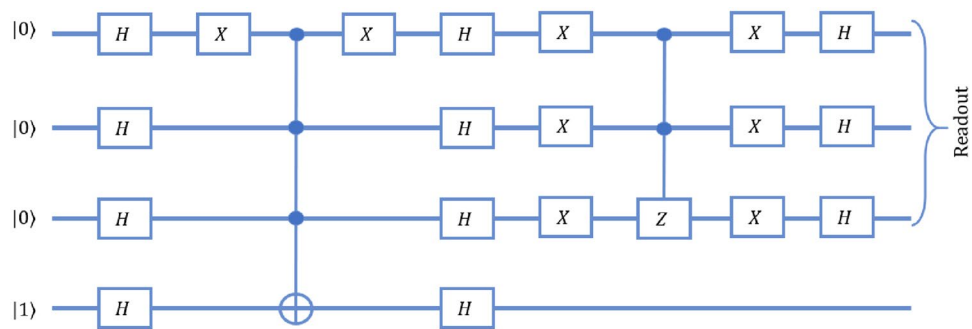 |0⟩ H X X H X X H
|0⟩ H H X X H
|0⟩ H H X Z X H
|1⟩ H H
Readout